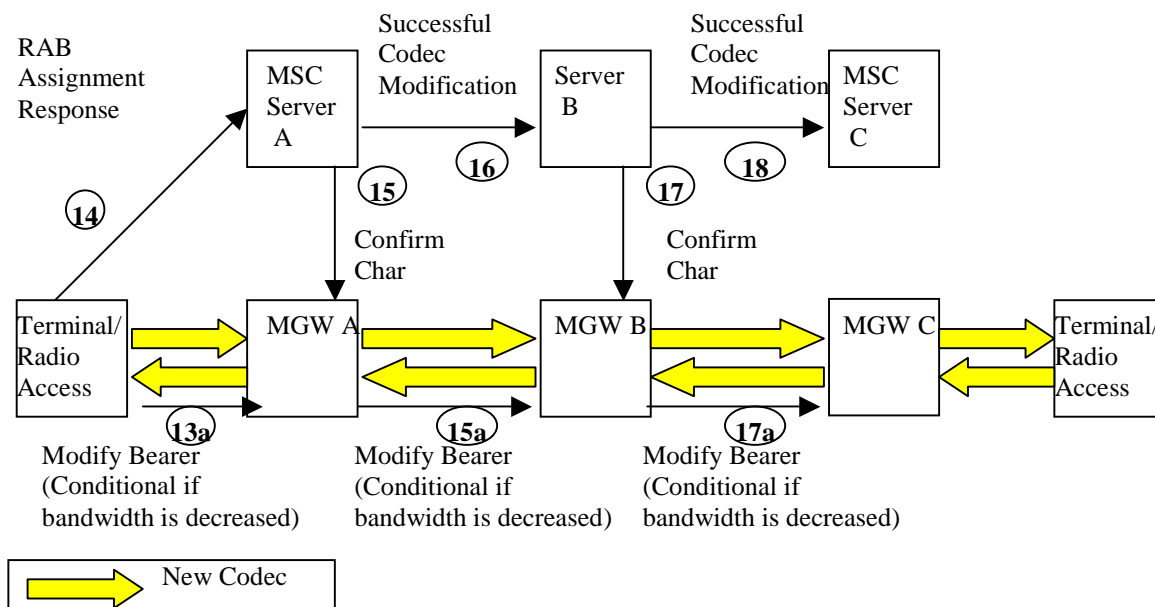 RAB
Assignment
Response
MSC
Server
A
Successful
Codec
Modification
Server
B
Successful
Codec
Modification
MSC
Server
C
14
15
16
17
18
Confirm
Char
Confirm
Char
Terminal/
Radio
Access
MGW A
MGW B
MGW C
Terminal/
Radio
Access
13a
15a
17a
Modify Bearer
(Conditional if
bandwidth is decreased)
Modify Bearer
(Conditional if
bandwidth is decreased)
Modify Bearer
(Conditional if
bandwidth is decreased)
New Codec